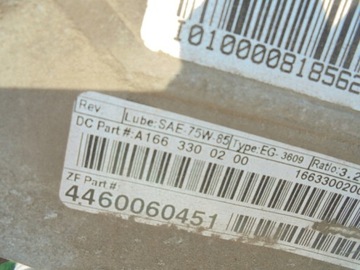 I01000081856
Rev. Lube:SAE-75W-85 Type:EG- 3609 Ratio:3.2
DC Part #:A166 330 02 00
166330020
ZF Part#
4460060451